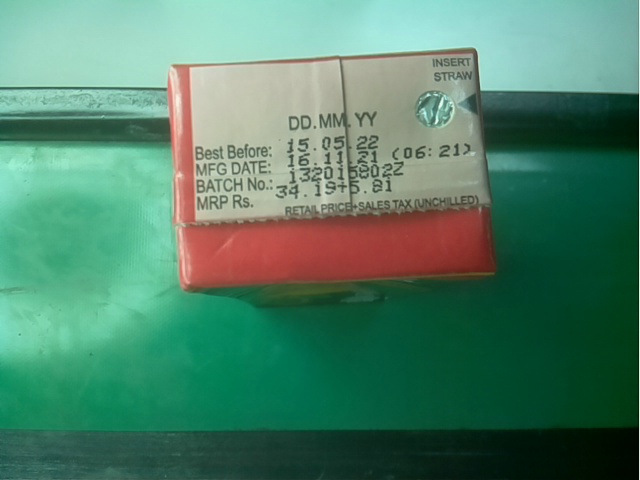 INSERT
STRAW
DD.MM.YY
Best Before: 15.05.22
MFG DATE: 16.11.21 (06:21)
BATCH No.: 132015802Z
MRP Rs. 34.19+5.81
RETAIL PRICE+SALES TAX (UNCHILLED)